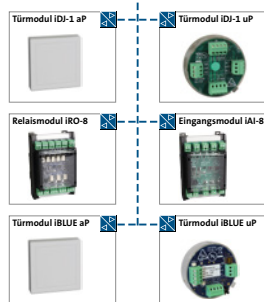 Türmodul iDJ-1 aP
Türmodul iDJ-1 uP
Relaismodul iRO-8
Eingangsmodul iAI-8
Türmodul iBLUE aP
Türmodul iBLUE uP